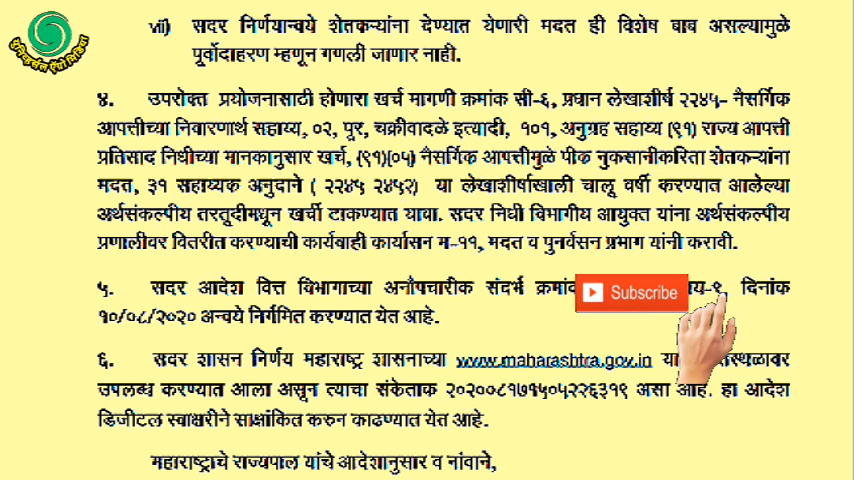 vii) सदर निर्णयान्वये शेतकऱ्यांना देण्यात येणारी मदत ही विशेष बाब असल्यामुळे
पूर्वोदाहरण म्हणून गणली जाणार नाही.
४. उपरोक्त प्रयोजनासाठी होणारा खर्च मागणी क्रमांक सी-६, प्रधान लेखाशीर्ष २२४५- नैसर्गिक
आपत्तीच्या निवारणार्थ सहाय्य, ०२, पूर, चक्रीवादळे इत्यादी, १०१, अनुग्रह सहाय्य (९१) राज्य आपत्ती
प्रतिसाद निधीच्या मानकानुसार खर्च, (९१)(०५) नैसर्गिक आपत्तीमुळे पीक नुकसानीकरिता शेतकऱ्यांना
मदत, ३१ सहाय्यक अनुदाने ( २२४५ २४५२) या लेखाशीर्षाखाली चालू वर्षी करण्यात आलेल्या
अर्थसंकल्पीय तरतूदीमधून खर्ची टाकण्यात यावा. सदर निधी विभागीय आयुक्त यांना अर्थसंकल्पीय
प्रणालीवर वितरीत करण्याची कार्यवाही कार्यासन म-११, मदत व पुनर्वसन प्रभाग यांनी करावी.
५. सदर आदेश वित्त विभागाच्या अनौपचारीक संदर्भ दिनांक
Subscribe
१०/०८/२०२० अन्वये निर्गमित करण्यात येत आहे.
६. सदर शासन निर्णय महाराष्ट्र शासनाच्या www.maharashtra.gov.in या
उपलब्ध करण्यात आला असून त्याचा संकेताक २०२००८१७१५०५२२६३१९ असा आहे. हा आदेश
डिजीटल स्वाक्षरीने साक्षांकित करुन काढण्यात येत आहे.
महाराष्ट्राचे राज्यपाल यांचे आदेशानुसार व नांवाने,